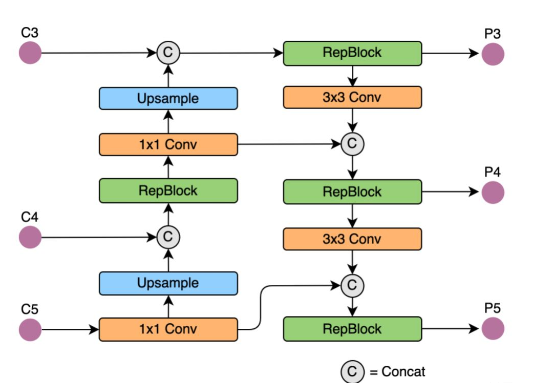 C3
P3
C
RepBlock
Upsample
3x3 Conv
1x1 Conv
C
RepBlock
RepBlock
P4
C4
C
3x3 Conv
Upsample
C
C5
P5
1x1 Conv
RepBlock
C = Concat